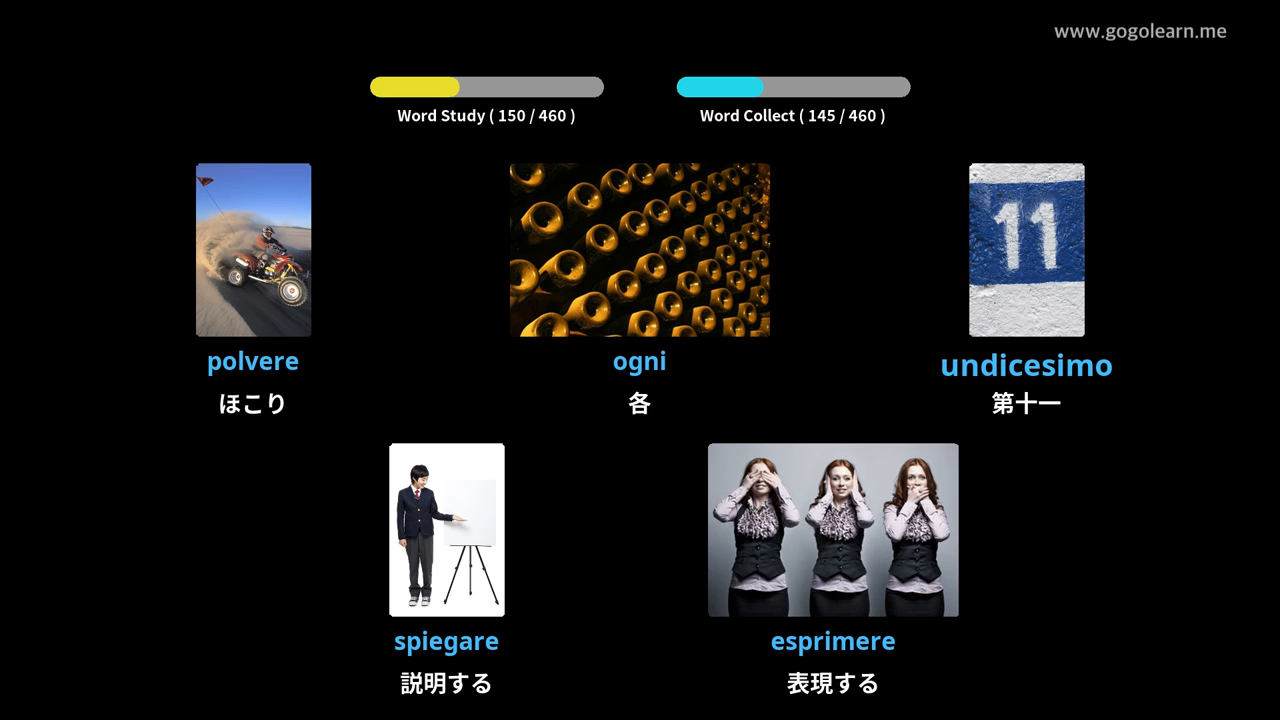 www.gogolearn.me
Word Study ( 150 / 460 )
Word Collect ( 145 / 460 )
11
polvere
ほこり
ogni
各
undicesimo
第十一
spiegare
説明する
esprimere
表現する